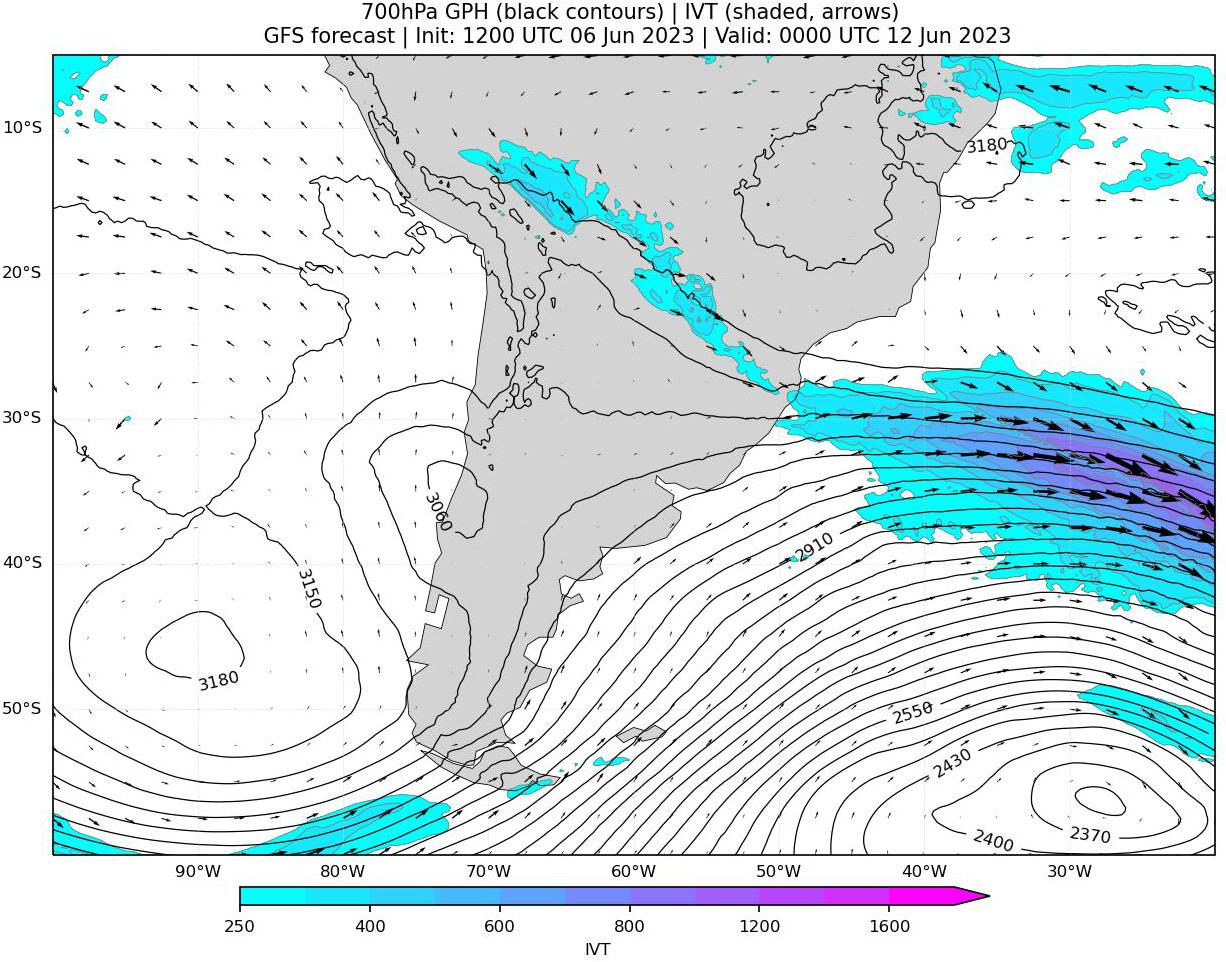 700hPa GPH (black contours) | IVT (shaded, arrows)
GFS forecast | Init: 1200 UTC 06 Jun 2023 | Valid: 0000 UTC 12 Jun 2023
10°S
3180
20°S
30°S
3060
2910
40°S
3150
3180
50°S
2550
2430
2400
2370
90°W
80°W
70°W
60°W
50°W
40°W
30°W
250
400
600
800
1200
1600
IVT